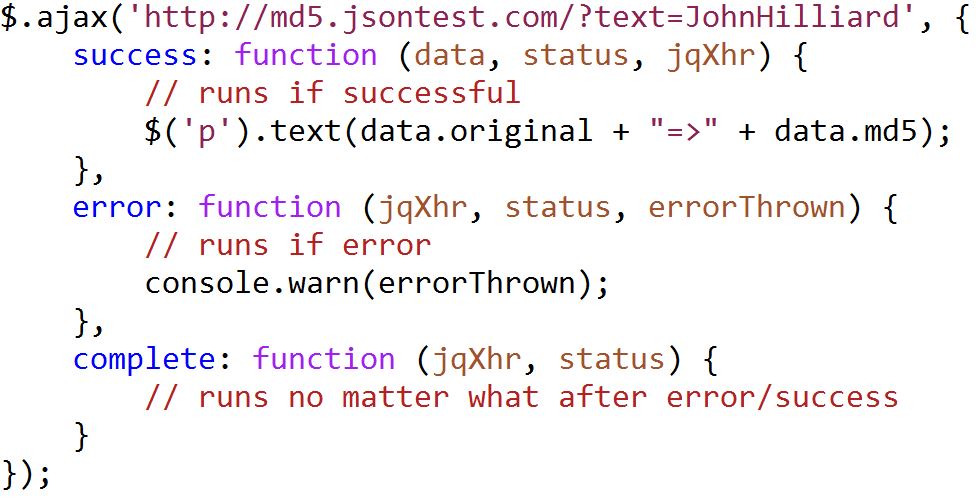 $.ajax('http://md5.jsontest.com/?text=JohnHilliard', {
    success: function (data, status, jqXhr) {
        // runs if successful
        $('p').text(data.original + "=>" + data.md5);
    },
    error: function (jqXhr, status, errorThrown) {
        // runs if error
        console.warn(errorThrown);
    },
    complete: function (jqXhr, status) {
        // runs no matter what after error/success
    }
});